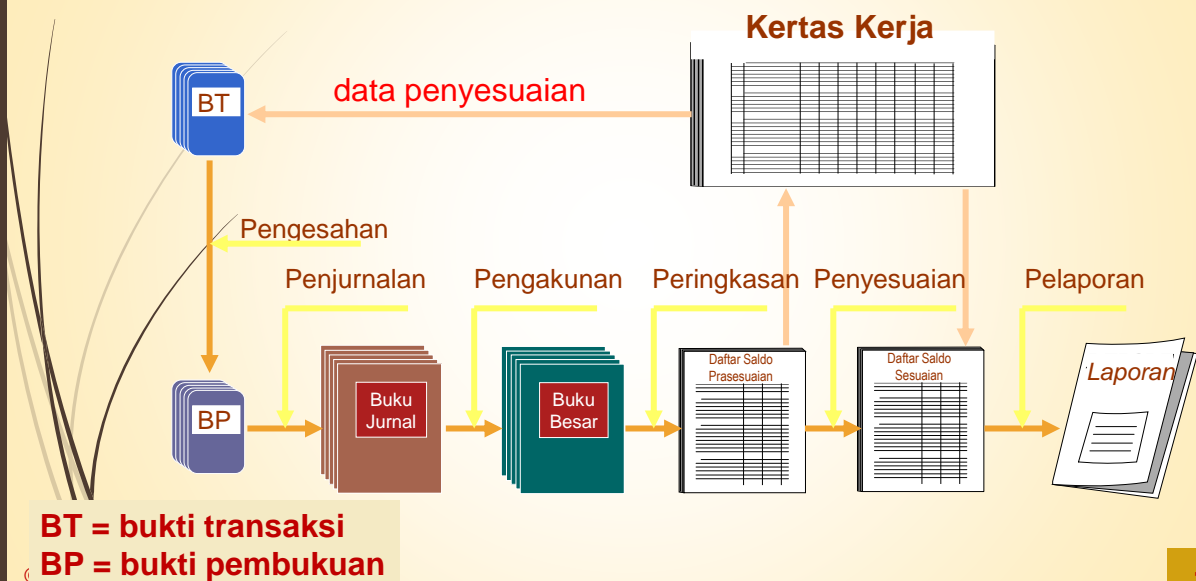 Kertas Kerja
BT
data penyesuaian
Pengesahan
Penjurnalan
Pengakunan
Peringkasan
Penyesuaian
Pelaporan
BP
Buku
Jurnal
Buku
Besar
Daftar Saldo
Prasesuaian
Daftar Saldo
Sesuaian
Laporan
BT = bukti transaksi
BP = bukti pembukuan